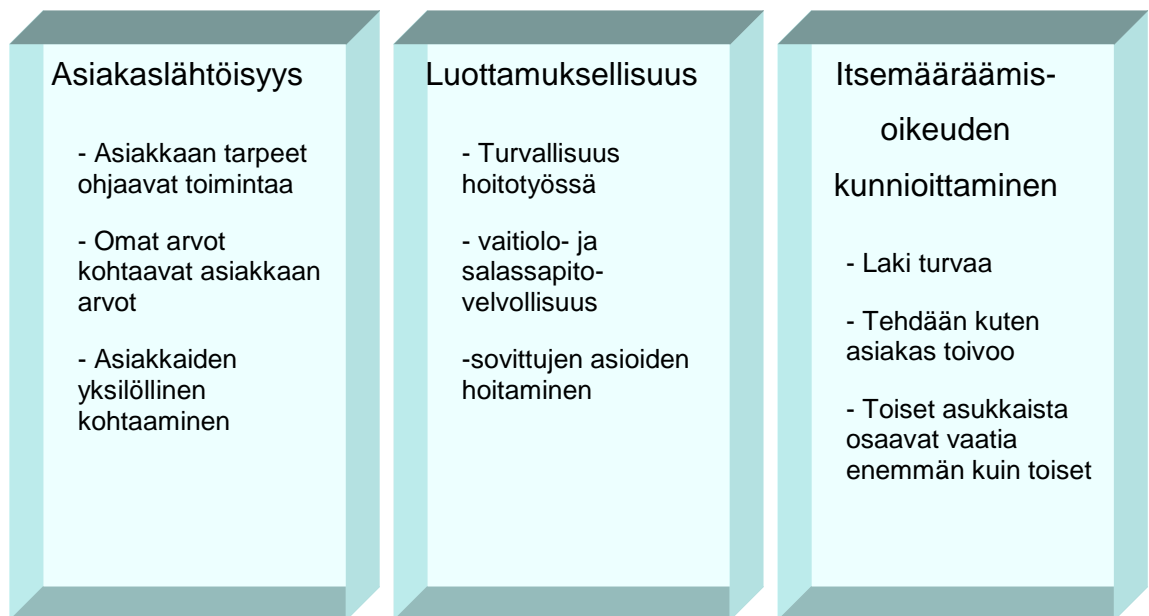 Asiakaslähtöisyys
- Asiakkaan tarpeet
ohjaavat toimintaa
- Omat arvot
kohtaavat asiakkaan
arvot
- Asiakkaiden
yksilöllinen
kohtaaminen
Luottamuksellisuus
- Turvallisuus
hoitotyössä
- vaitiolo- ja
salassapito-
velvollisuus
-sovittujen asioiden
hoitaminen
Itsemääräämis-
oikeuden
kunnioittaminen
- Laki turvaa
- Tehdään kuten
asiakas toivoo
- Toiset asukkaista
osaavat vaatia
enemmän kuin toiset